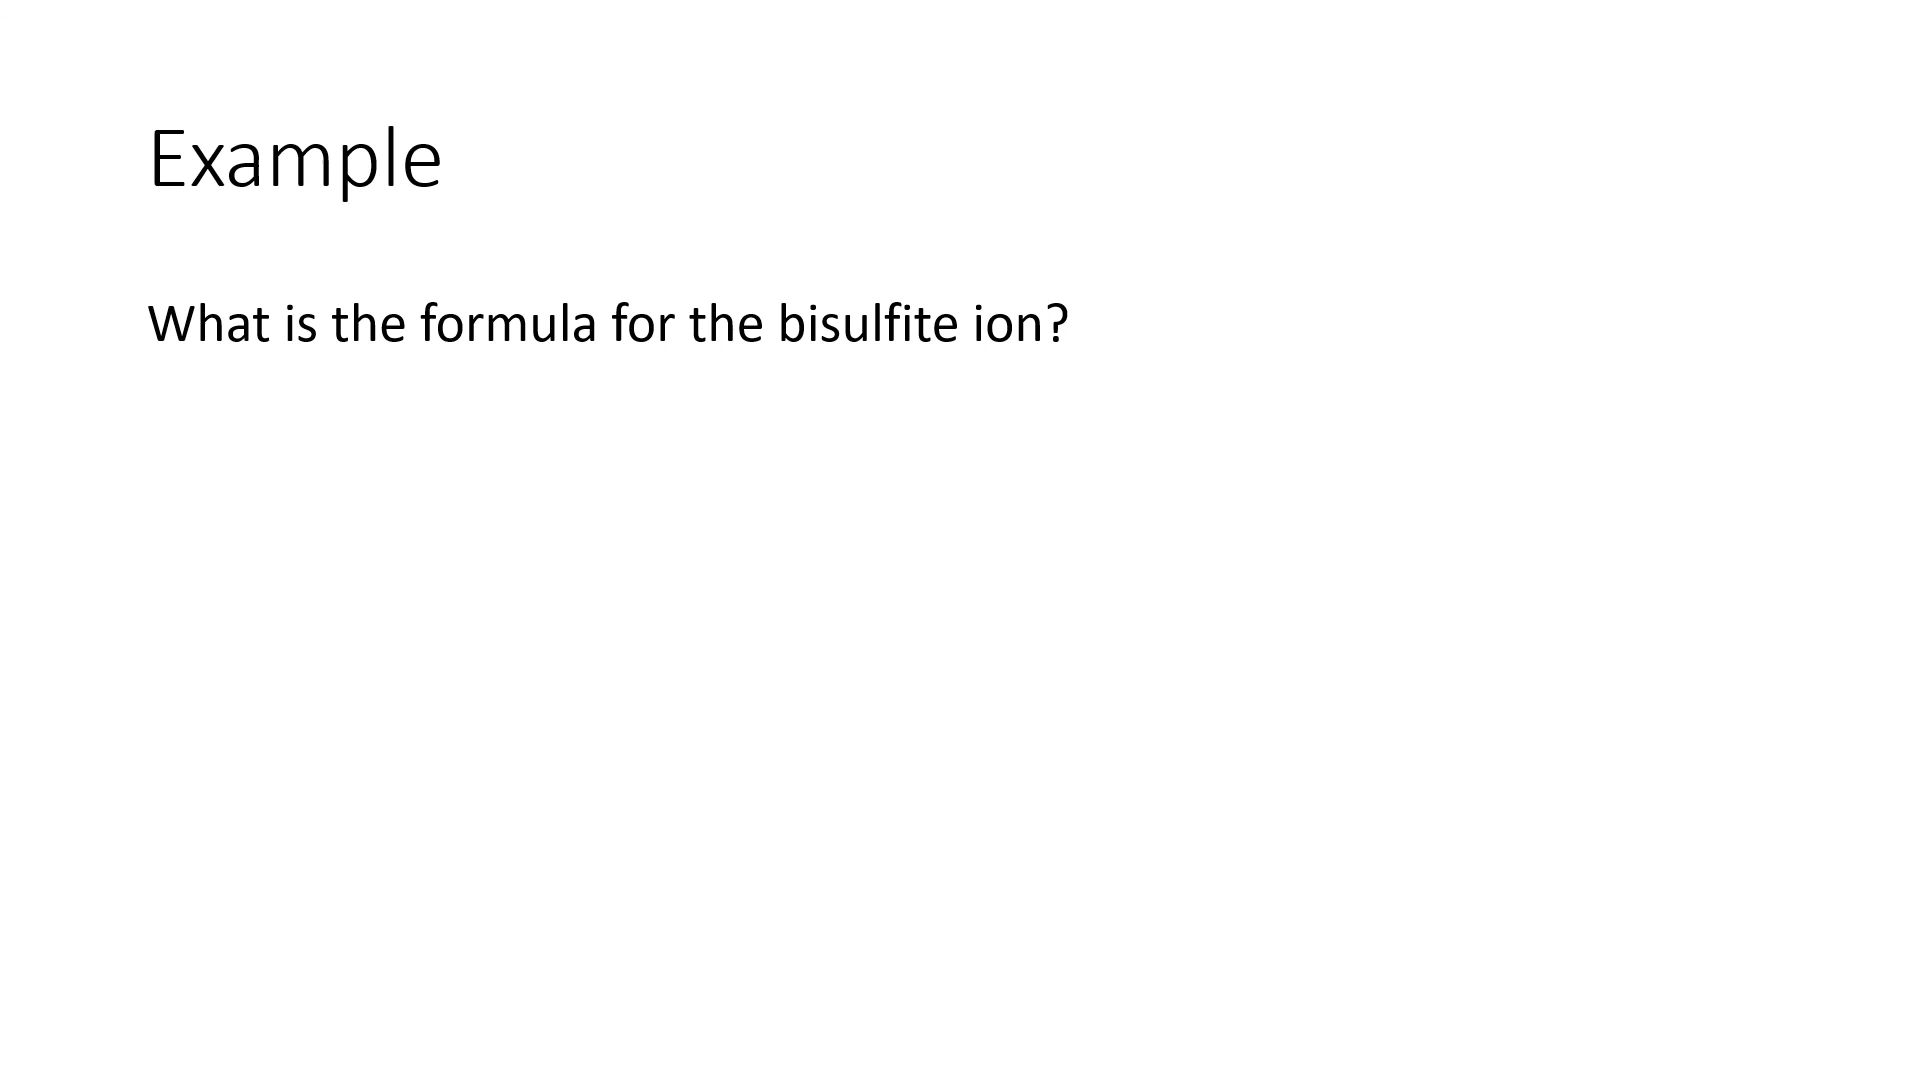 Example
What is the formula for the bisulfite ion?